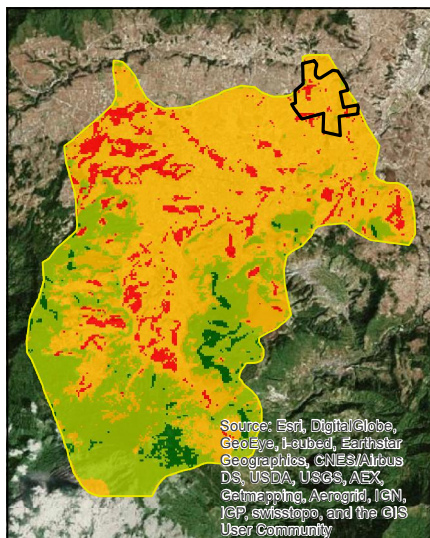 Source: Esri, DigitalGlobe,
GeoEye, i-cubed, Earthstar
Geographics, CNES/Airbus
DS, USDA, USGS, AEX,
Getmapping, Aerogrid, IGN,
IGP, swisstopo, and the GIS
User Community